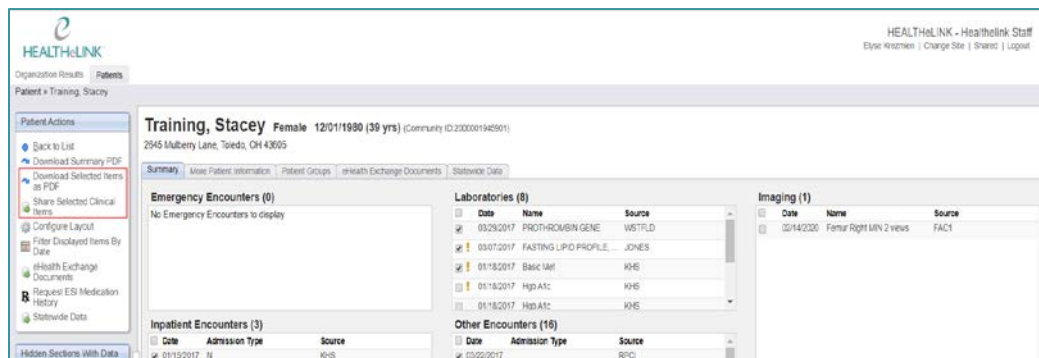 HEALTHeLINK
HEALTHeLINK - Healthelink Staff
Elyse Krezmien | Change Site | Shared | Logout
Organization Results Patients
Patient » Training, Stacey
Patient Actions
Back to List
Download Summary PDF
Download Selected Items
as PDF
Share Selected Clinical
Items
Configure Layout
Filter Displayed Items By
Date
eHealth Exchange
Documents
Request ESI Medication
History
Statewide Data
Hidden Sections With Data
Training, Stacey Female 12/01/1980 (39 yrs) (Community ID:2000001945901)
2645 Mulberry Lane, Toledo, OH 43605
Summary More Patient Information Patient Groups eHealth Exchange Documents Statewide Data
Emergency Encounters (0)
No Emergency Encounters to display
Inpatient Encounters (3)
Date Admission Type Source
01/15/2017 N KHS
Laboratories (8)
Date Name Source
03/29/2017 PROTHROMBIN GENE WSTFLD
03/07/2017 FASTING LIPID PROFILE, ... JONES
! 01/18/2017 Basic Met KHS
! 01/18/2017 Hgb A1c KHS
01/18/2017 Hgb A1c KHS
Other Encounters (16)
Date Admission Type Source
03/22/2017 RPCI
Imaging (1)
Date Name Source
02/14/2020 Femur Right MIN 2 views FAC1